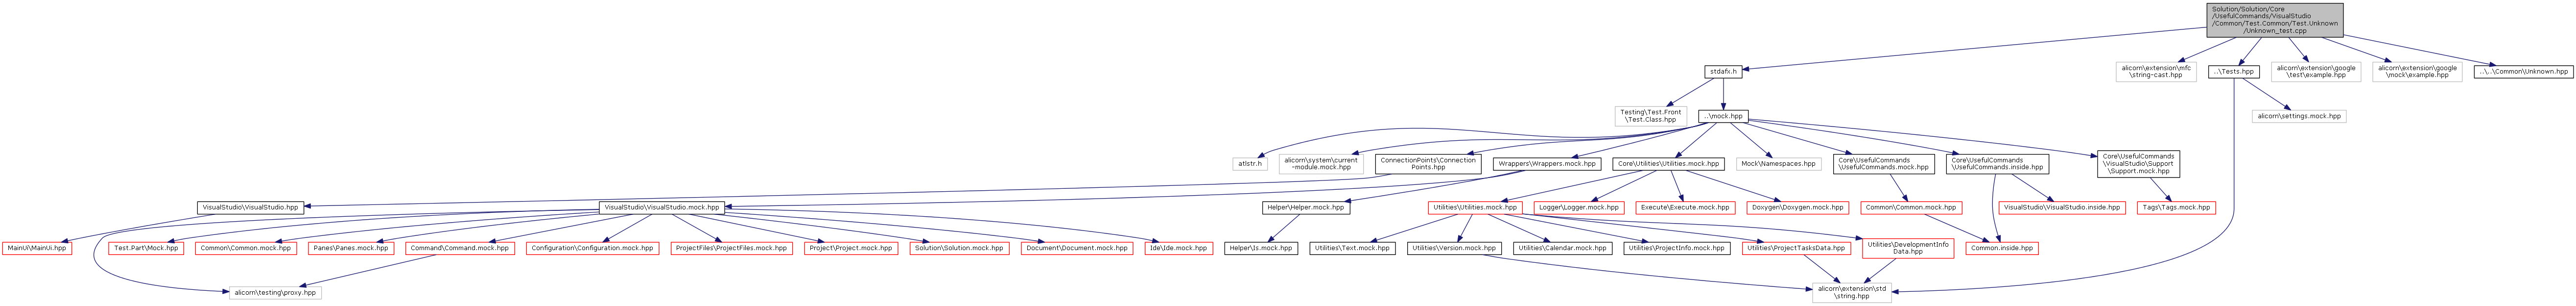 Solution/Solution/Core
/UsefulCommands/VisualStudio
/Common/Test.Common/Test.Unknown
/Unknown_test.cpp
stdafx.h
alicorn\extension\mfc
\string-cast.hpp
..\Tests.hpp
alicorn\extension\google
\test\example.hpp
alicorn\extension\google
\mock\example.hpp
..\..\Common\Unknown.hpp
Testing\Test.Front
\Test.Class.hpp
..\mock.hpp
alicorn\settings.mock.hpp
atlstr.h
alicorn\system\current
-module.mock.hpp
ConnectionPoints\Connection
Points.hpp
Wrappers\Wrappers.mock.hpp
Core\Utilities\Utilities.mock.hpp
Mock\Namespaces.hpp
Core\UsefulCommands
\UsefulCommands.mock.hpp
Core\UsefulCommands
\UsefulCommands.inside.hpp
Core\UsefulCommands
\VisualStudio\Support
\Support.mock.hpp
VisualStudio\VisualStudio.hpp
VisualStudio\VisualStudio.mock.hpp
Helper\Helper.mock.hpp
Utilities\Utilities.mock.hpp
Logger\Logger.mock.hpp
Execute\Execute.mock.hpp
Doxygen\Doxygen.mock.hpp
Common\Common.mock.hpp
VisualStudio\VisualStudio.inside.hpp
Tags\Tags.mock.hpp
MainUi\MainUi.hpp
Test.Part\Mock.hpp
Common\Common.mock.hpp
Panes\Panes.mock.hpp
Command\Command.mock.hpp
Configuration\Configuration.mock.hpp
ProjectFiles\ProjectFiles.mock.hpp
Project\Project.mock.hpp
Solution\Solution.mock.hpp
Document\Document.mock.hpp
Ide\Ide.mock.hpp
Helper\Is.mock.hpp
Utilities\Text.mock.hpp
Utilities\Version.mock.hpp
Utilities\Calendar.mock.hpp
Utilities\ProjectInfo.mock.hpp
Utilities\ProjectTasksData.hpp
Utilities\DevelopmentInfo
Data.hpp
Common.inside.hpp
alicorn\testing\proxy.hpp
alicorn\extension\std
\string.hpp